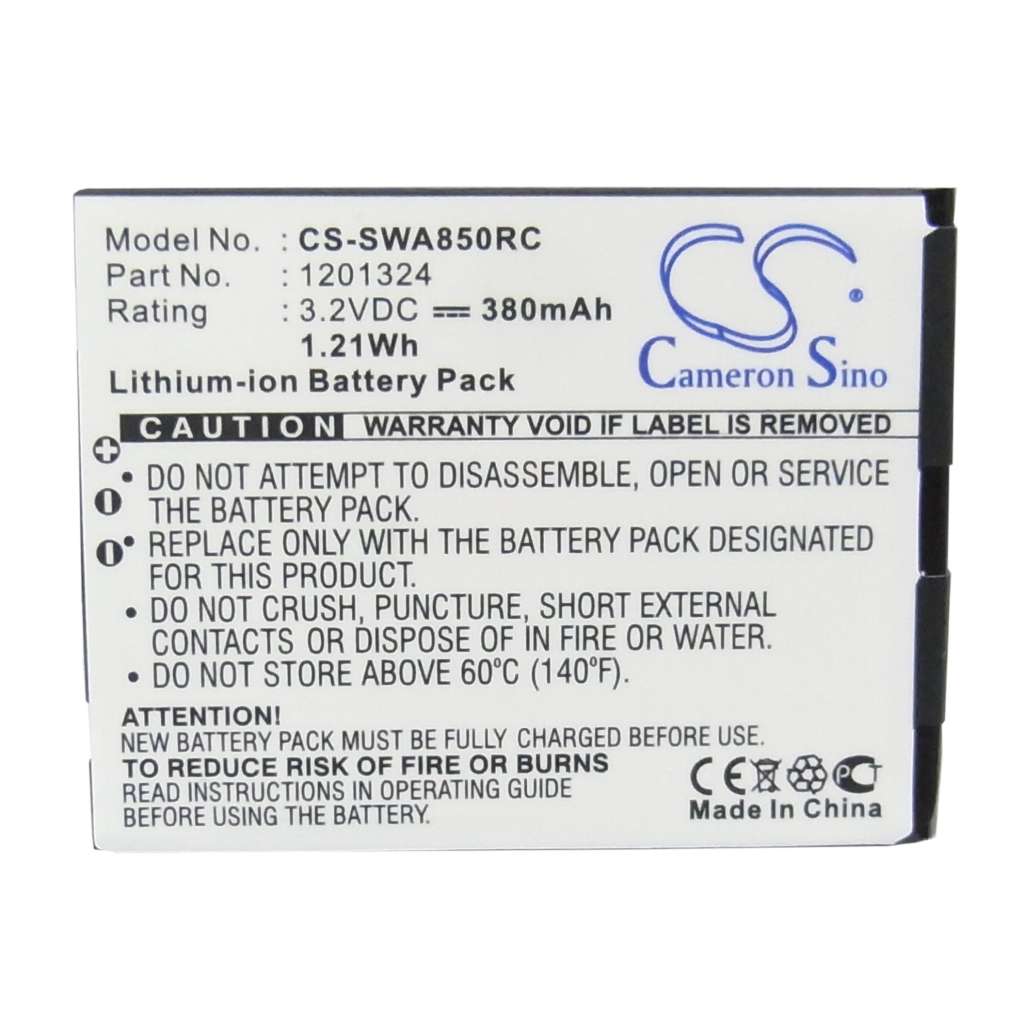 Model No. : CS-SWA850RC
Part No. : 1201324
Rating : 3.2VDC ⎓ 380mAh
1.21Wh
Lithium-ion Battery Pack
CS ®
Cameron Sino
CAUTION WARRANTY VOID IF LABEL IS REMOVED
• DO NOT ATTEMPT TO DISASSEMBLE, OPEN OR SERVICE
THE BATTERY PACK.
• REPLACE ONLY WITH THE BATTERY PACK DESIGNATED
FOR THIS PRODUCT.
• DO NOT CRUSH, PUNCTURE, SHORT EXTERNAL
CONTACTS OR DISPOSE OF IN FIRE OR WATER.
• DO NOT STORE ABOVE 60°C (140°F).
ATTENTION!
NEW BATTERY PACK MUST BE FULLY CHARGED BEFORE USE.
TO REDUCE RISK OF FIRE OR BURNS
READ INSTRUCTIONS IN OPERATING GUIDE
BEFORE USING THE BATTERY.
CE PCT
Made In China